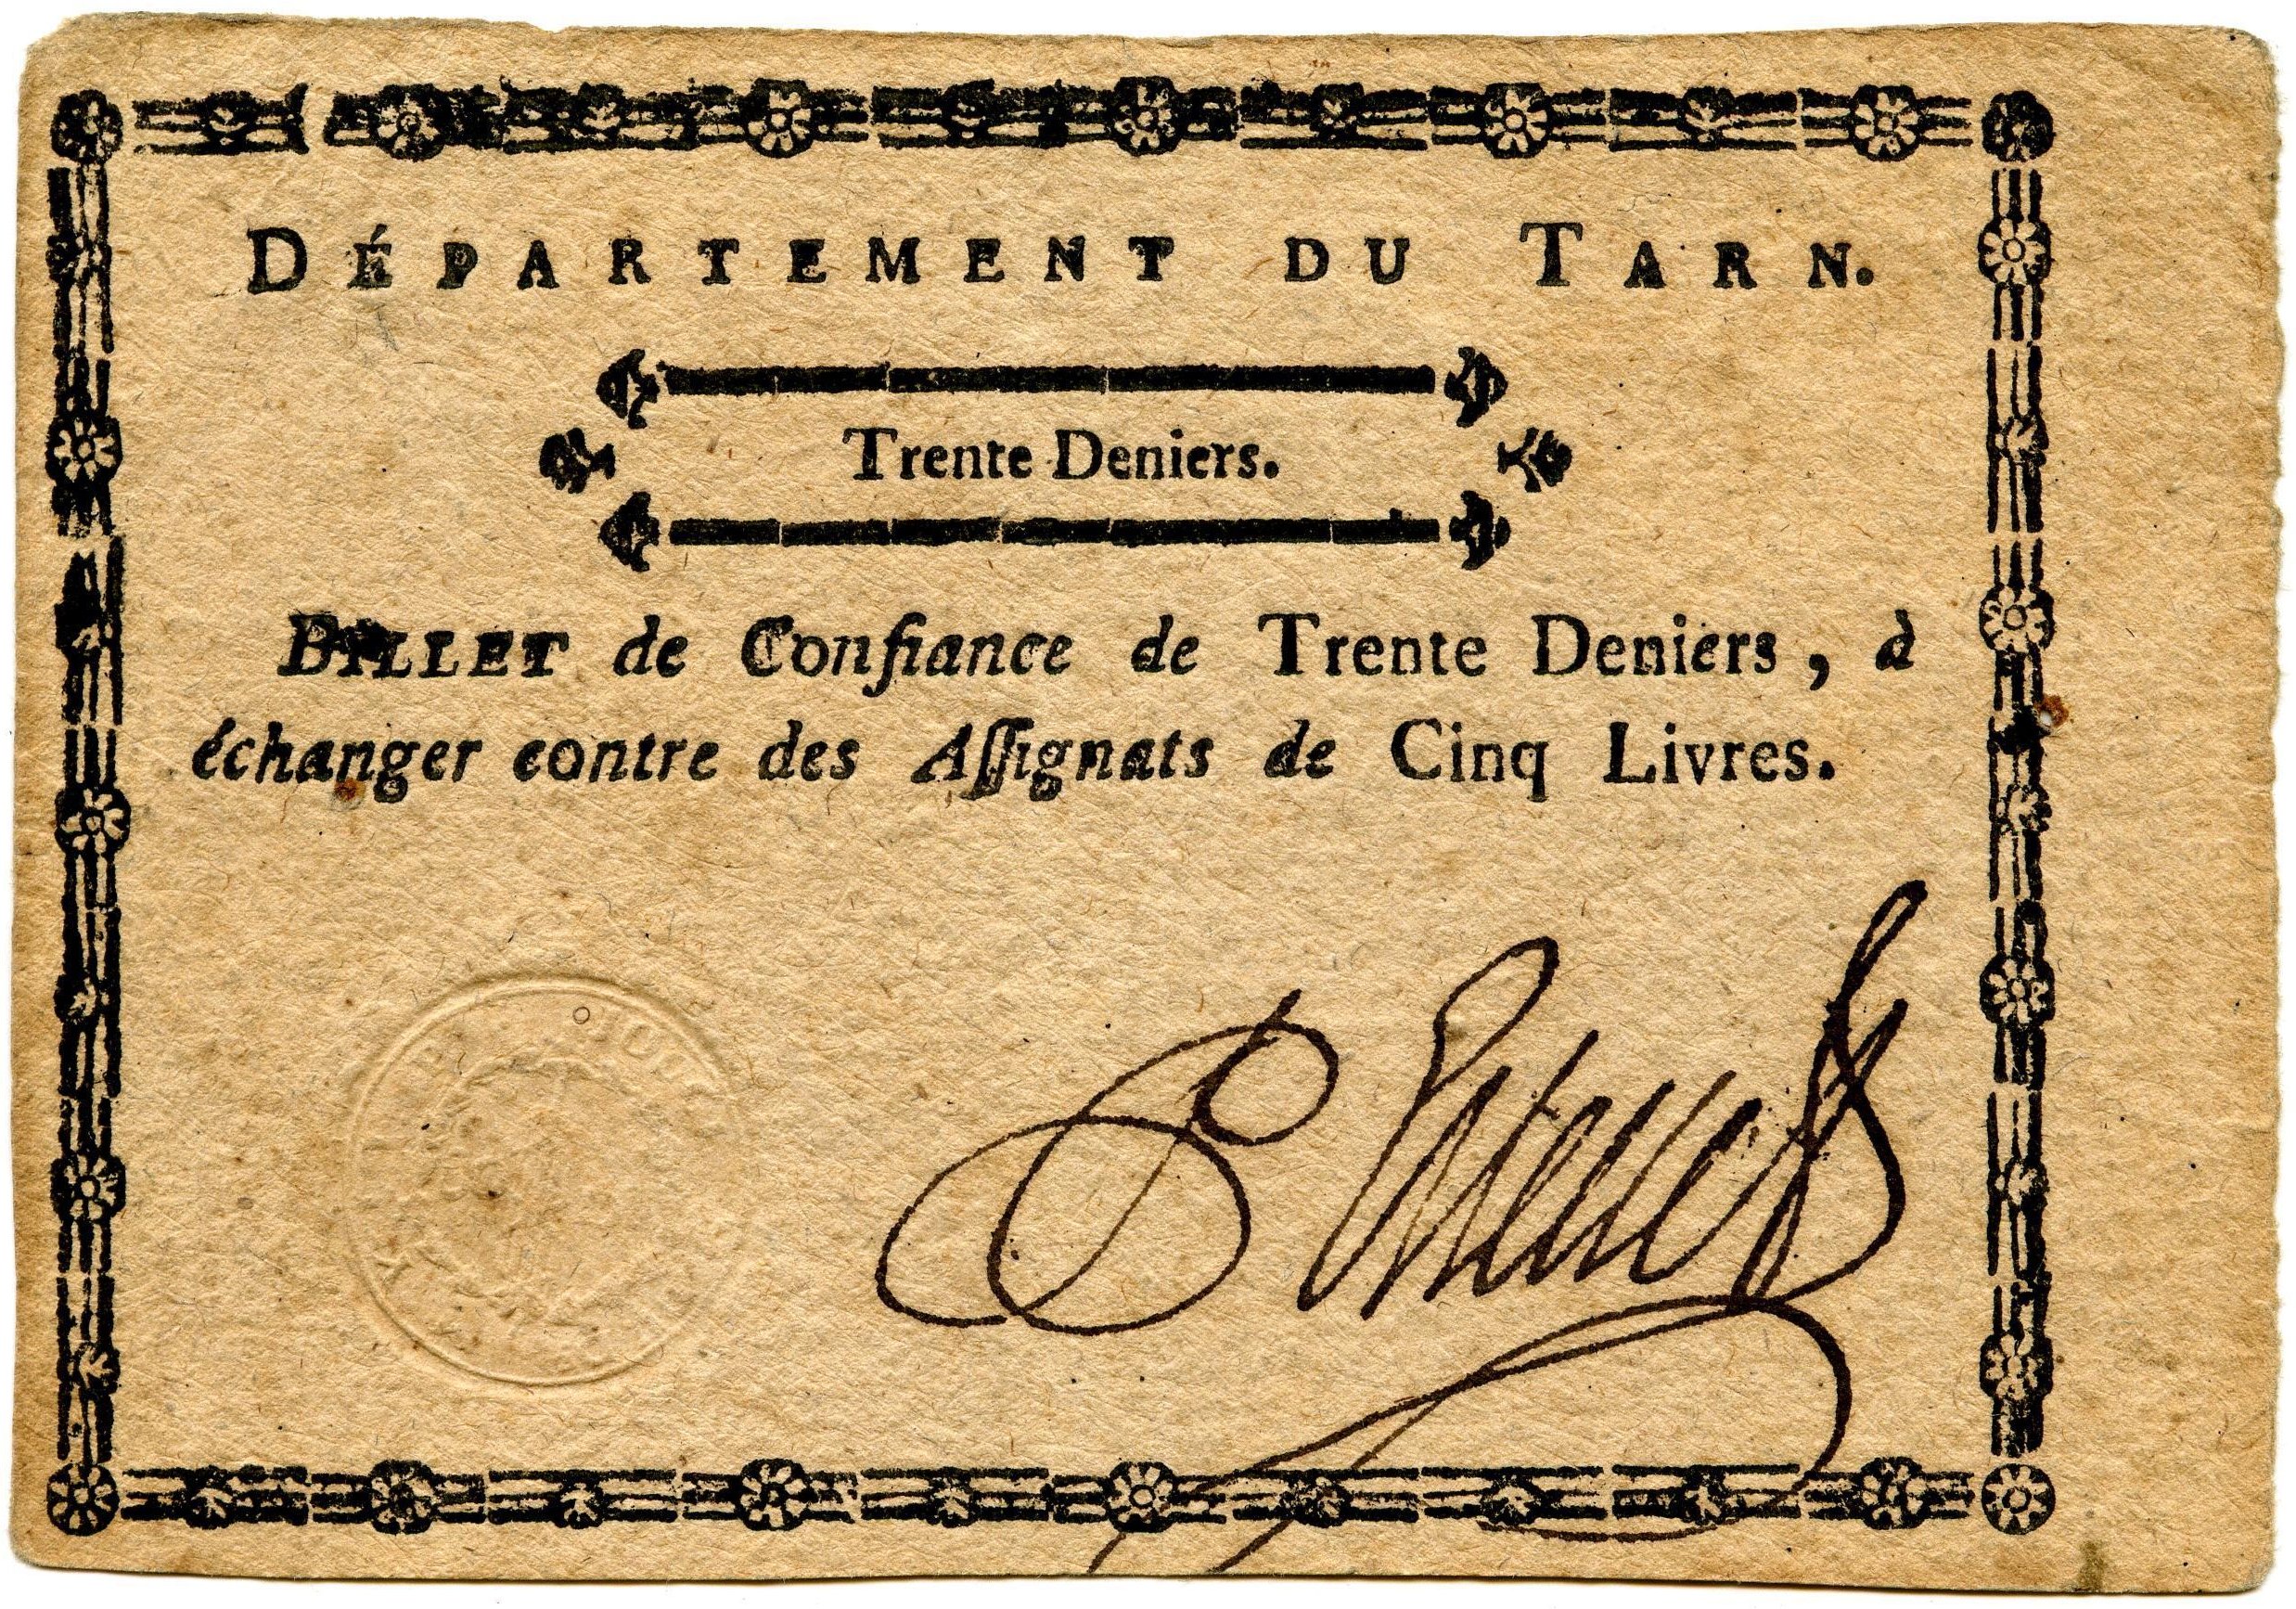 DÉPARTEMENT DU TARN.
Trente Deniers.
BILLET de Confiance de Trente Deniers, à
échanger contre des Aſſignats de Cinq Livres.